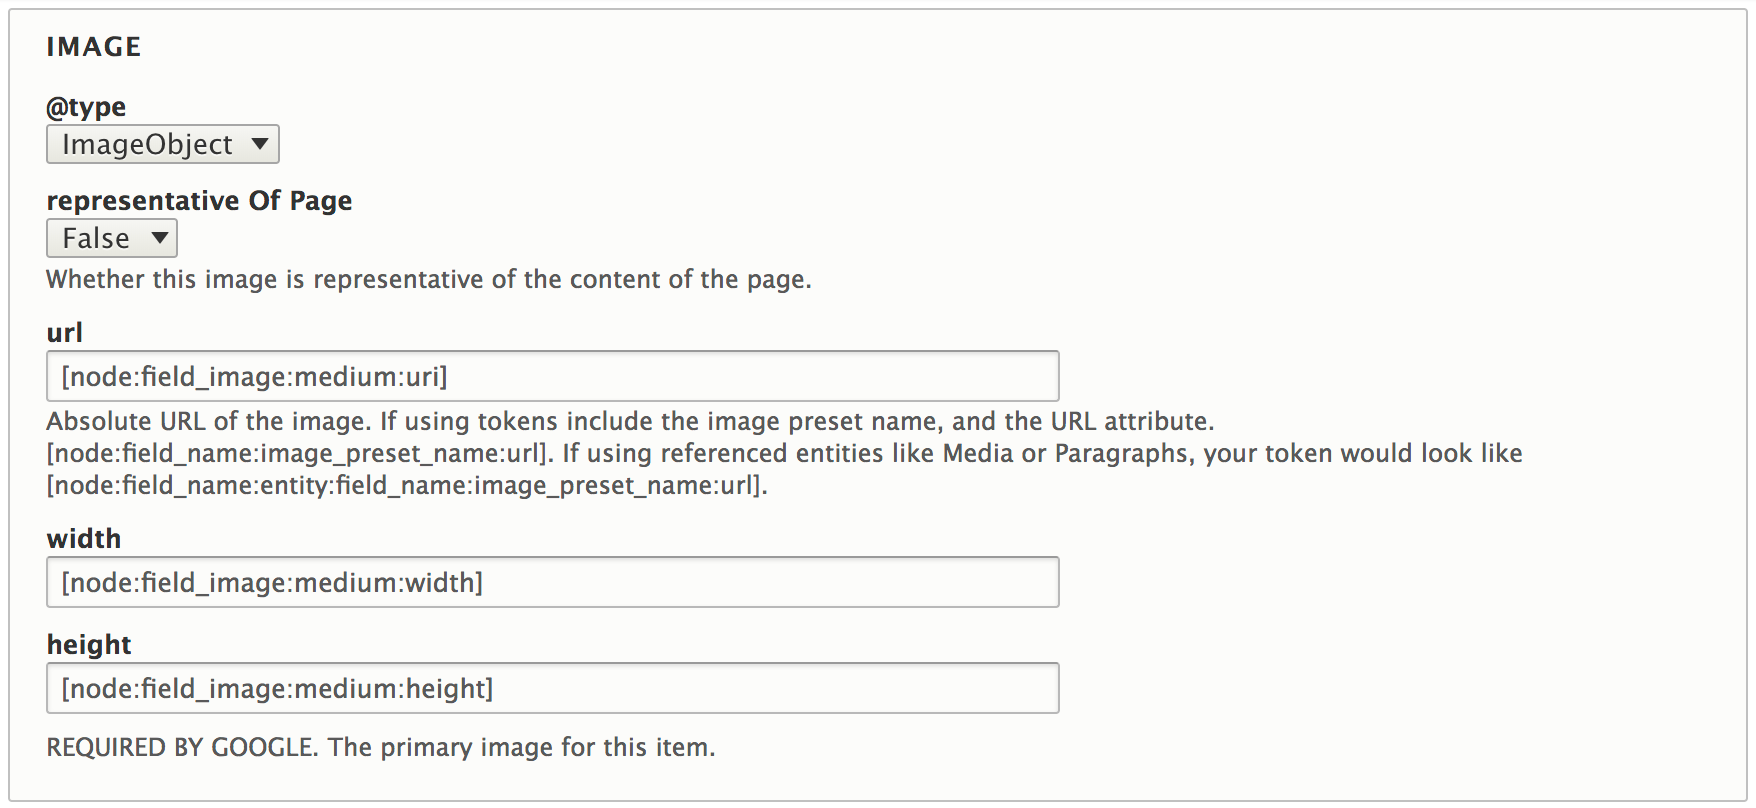 IMAGE
@type
ImageObject
representative Of Page
False
Whether this image is representative of the content of the page.
url
[node:field_image:medium:uri]
Absolute URL of the image. If using tokens include the image preset name, and the URL attribute.
[node:field_name:image_preset_name:url]. If using referenced entities like Media or Paragraphs, your token would look like
[node:field_name:entity:field_name:image_preset_name:url].
width
[node:field_image:medium:width]
height
[node:field_image:medium:height]
REQUIRED BY GOOGLE. The primary image for this item.